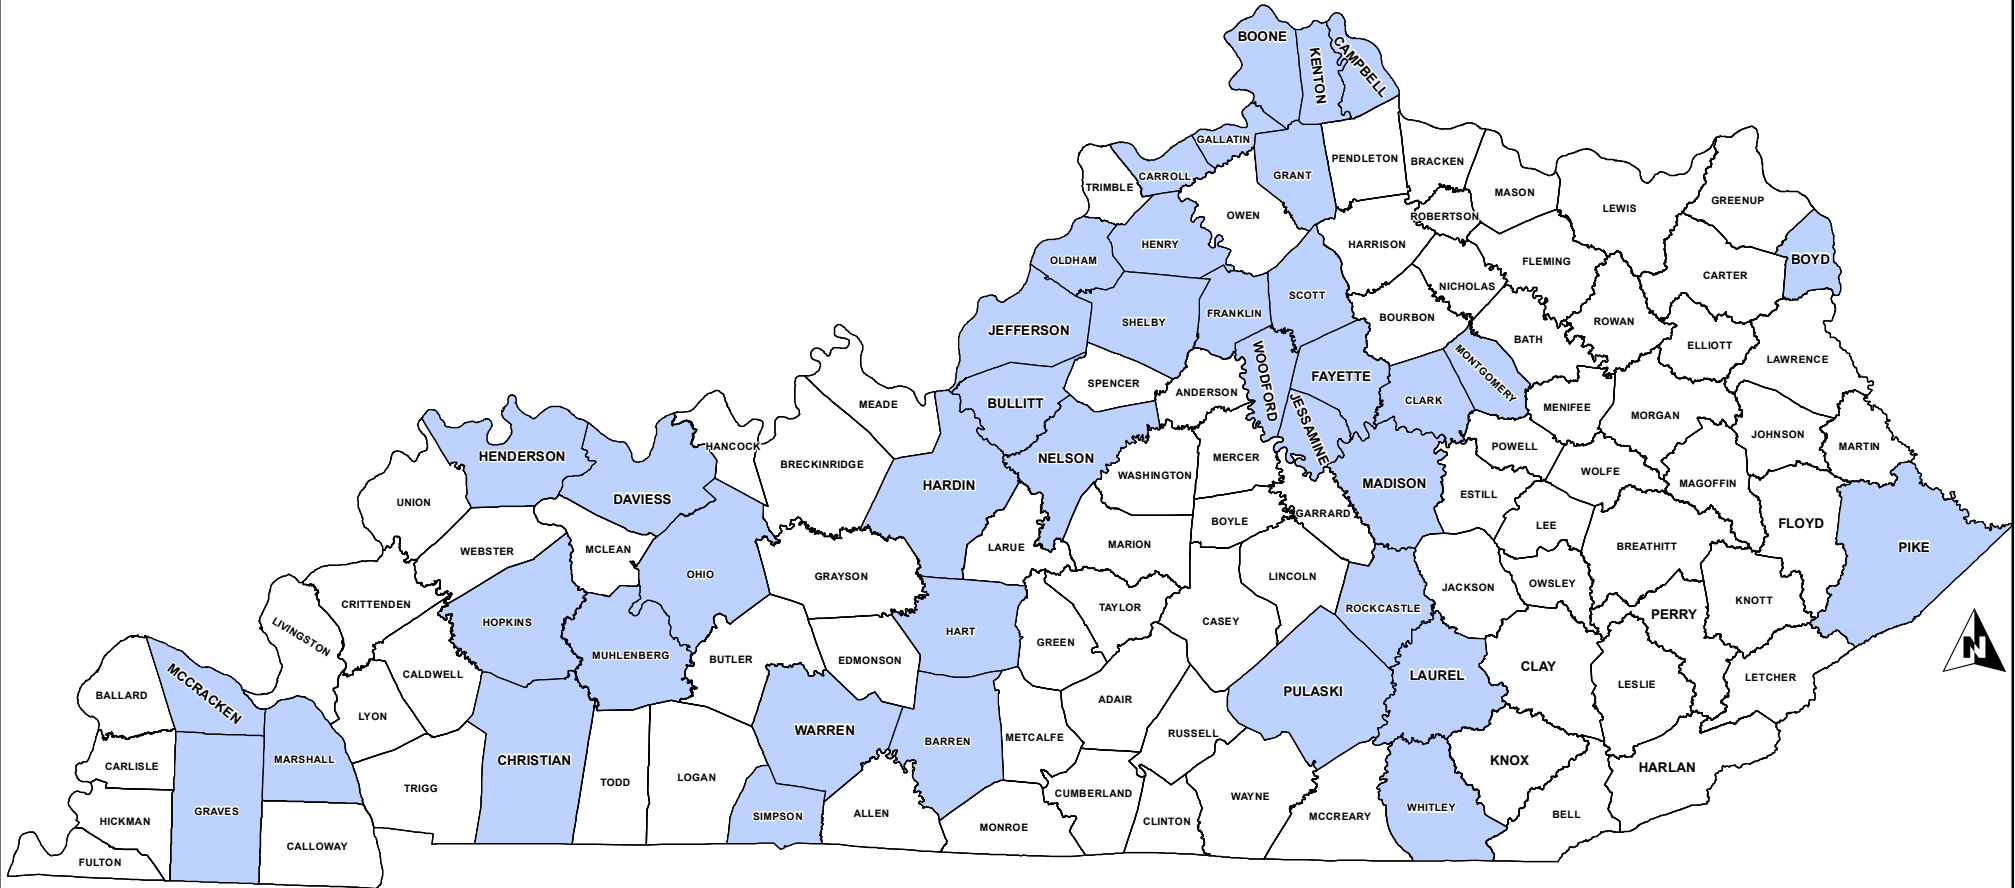 BOONE
KENTON
CAMPBELL
GALLATIN
CARROLL
TRIMBLE
GRANT
PENDLETON
BRACKEN
MASON
LEWIS
GREENUP
OWEN
ROBERTSON
HENRY
HARRISON
OLDHAM
FLEMING
CARTER
BOYD
NICHOLAS
SCOTT
FRANKLIN
SHELBY
JEFFERSON
BOURBON
ROWAN
BATH
ELLIOTT
LAWRENCE
WOODFORD
FAYETTE
MONTGOMERY
SPENCER
ANDERSON
CLARK
MENIFEE
MORGAN
BULLITT
MEADE
JESSAMINE
JOHNSON
MARTIN
HANCOCK
POWELL
HENDERSON
BRECKINRIDGE
NELSON
MERCER
WASHINGTON
WOLFE
MAGOFFIN
HARDIN
MADISON
DAVIESS
UNION
ESTILL
GARRARD
BOYLE
LEE
FLOYD
PIKE
WEBSTER
MCLEAN
LARUE
MARION
BREATHITT
OHIO
GRAYSON
LINCOLN
JACKSON
OWSLEY
CRITTENDEN
KNOTT
TAYLOR
ROCKCASTLE
PERRY
N
HOPKINS
CASEY
LIVINGSTON
HART
GREEN
MUHLENBERG
BUTLER
EDMONSON
CLAY
CALDWELL
LAUREL
LETCHER
LESLIE
PULASKI
BALLARD
MCCRACKEN
ADAIR
LYON
WARREN
RUSSELL
METCALFE
BARREN
MARSHALL
CHRISTIAN
KNOX
CARLISLE
HARLAN
LOGAN
TODD
TRIGG
CUMBERLAND
WAYNE
WHITLEY
GRAVES
ALLEN
BELL
SIMPSON
MCCREARY
HICKMAN
CLINTON
MONROE
CALLOWAY
FULTON